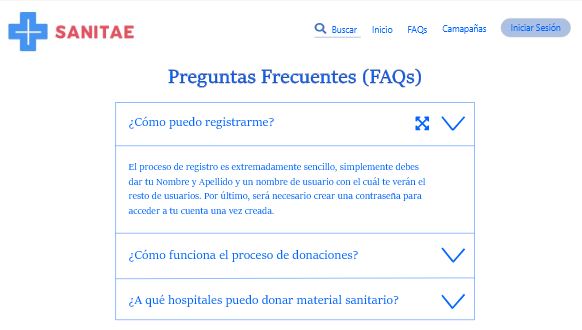 SANITAE
Buscar
Inicio
FAQs
Camapañas
Iniciar Sesión
Preguntas Frecuentes (FAQs)
¿Cómo puedo registrarme?
El proceso de registro es extremadamente sencillo, simplemente debes
dar tu Nombre y Apellido y un nombre de usuario con el cuál te verán el
resto de usuarios. Por último, será necesario crear una contraseña para
acceder a tu cuenta una vez creada.
¿Cómo funciona el proceso de donaciones?
¿A qué hospitales puedo donar material sanitario?